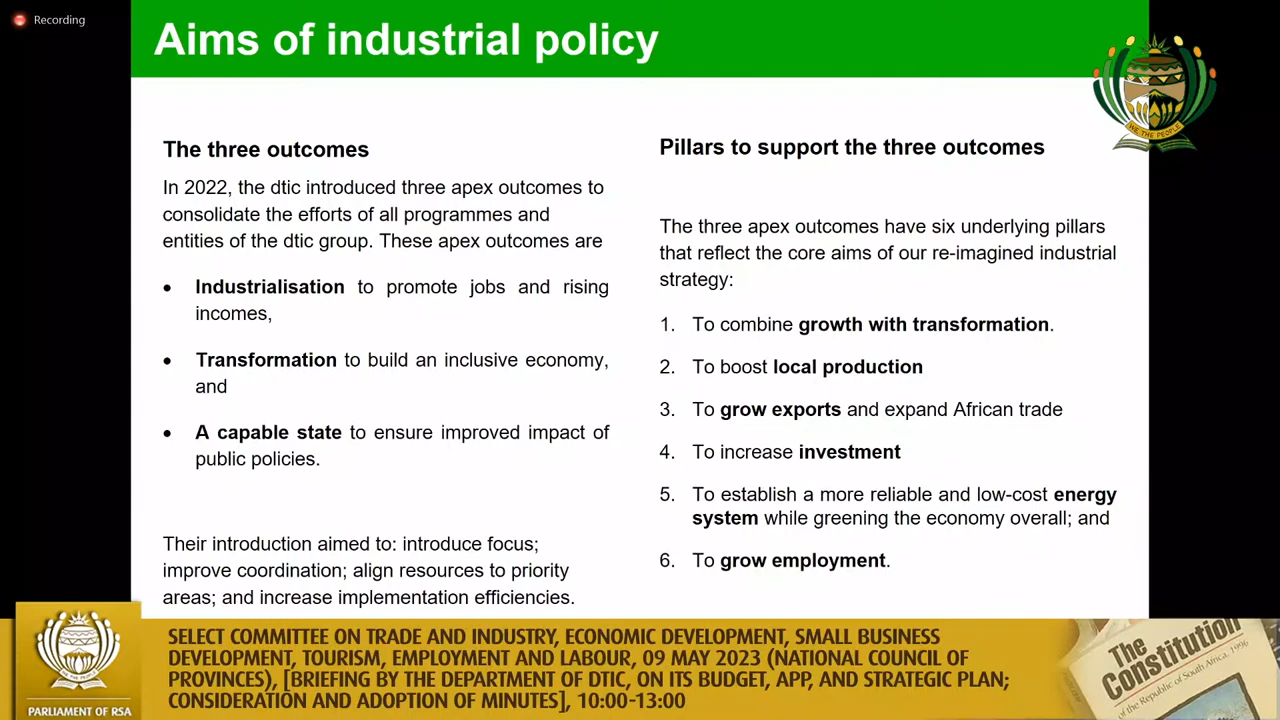 Recording
Aims of industrial policy
WE THE PEOPLE
The three outcomes
In 2022, the dtic introduced three apex outcomes to
consolidate the efforts of all programmes and
entities of the dtic group. These apex outcomes are
• Industrialisation to promote jobs and rising
incomes,
• Transformation to build an inclusive economy,
and
• A capable state to ensure improved impact of
public policies.
Their introduction aimed to: introduce focus;
improve coordination; align resources to priority
areas; and increase implementation efficiencies.
Pillars to support the three outcomes
The three apex outcomes have six underlying pillars
that reflect the core aims of our re-imagined industrial
strategy:
1. To combine growth with transformation.
2. To boost local production
3. To grow exports and expand African trade
4. To increase investment
5. To establish a more reliable and low-cost energy
system while greening the economy overall; and
6. To grow employment.
PARLIAMENT OF RSA
SELECT COMMITTEE ON TRADE AND INDUSTRY, ECONOMIC DEVELOPMENT, SMALL BUSINESS
DEVELOPMENT, TOURISM, EMPLOYMENT AND LABOUR, 09 MAY 2023 (NATIONAL COUNCIL OF
PROVINCES), [BRIEFING BY THE DEPARTMENT OF DTIC, ON ITS BUDGET, APP, AND STRATEGIC PLAN;
CONSIDERATION AND ADOPTION OF MINUTES], 10:00-13:00
The
Constitution
of the Republic of South Africa, 1996